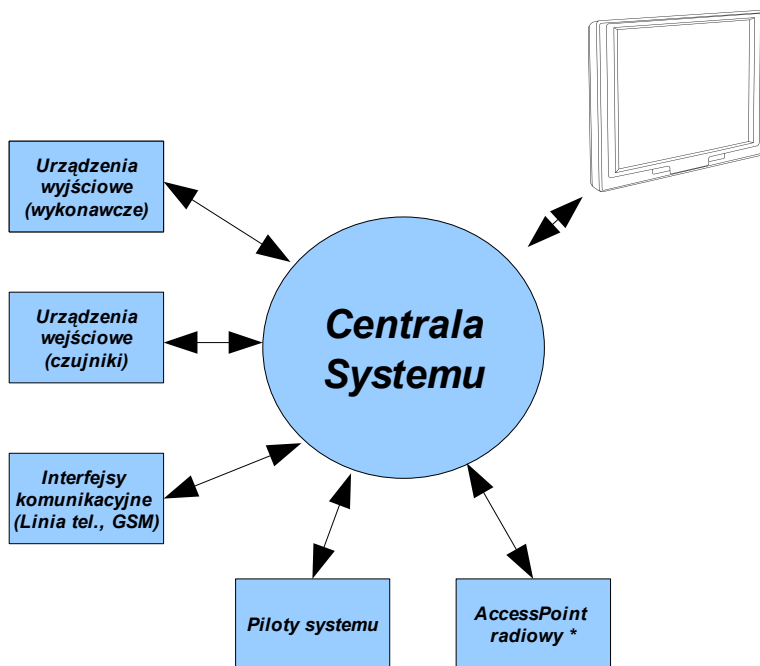 Urządzenia
wyjściowe
(wykonawcze)
Urządzenia
wejściowe
(czujniki)
Centrala
Systemu
Interfejsy
komunikacyjne
(Linia tel., GSM)
Piloty systemu
AccessPoint
radiowy *